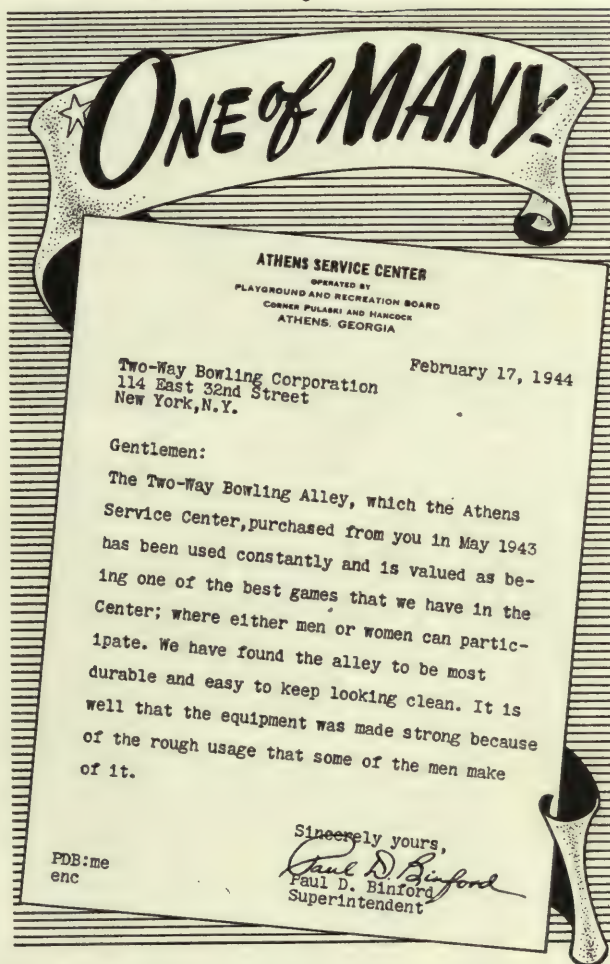 ONE of MANY
ATHENS SERVICE CENTER
OPERATED BY
PLAYGROUND AND RECREATION BOARD
CORNER PULASKI AND HANCOCK
ATHENS, GEORGIA
February 17, 1944
Two-Way Bowling Corporation
114 East 32nd Street
New York,N.Y.
Gentlemen:
The Two-Way Bowling Alley, which the Athens
Service Center,purchased from you in May 1943
has been used constantly and is valued as be-
ing one of the best games that we have in the
Center; where either men or women can partic-
ipate. We have found the alley to be most
durable and easy to keep looking clean. It is
well that the equipment was made strong because
of the rough usage that some of the men make
of it.
Sincerely yours,
Paul D. Binford
Paul D. Binford
Superintendent
PDB:me
enc